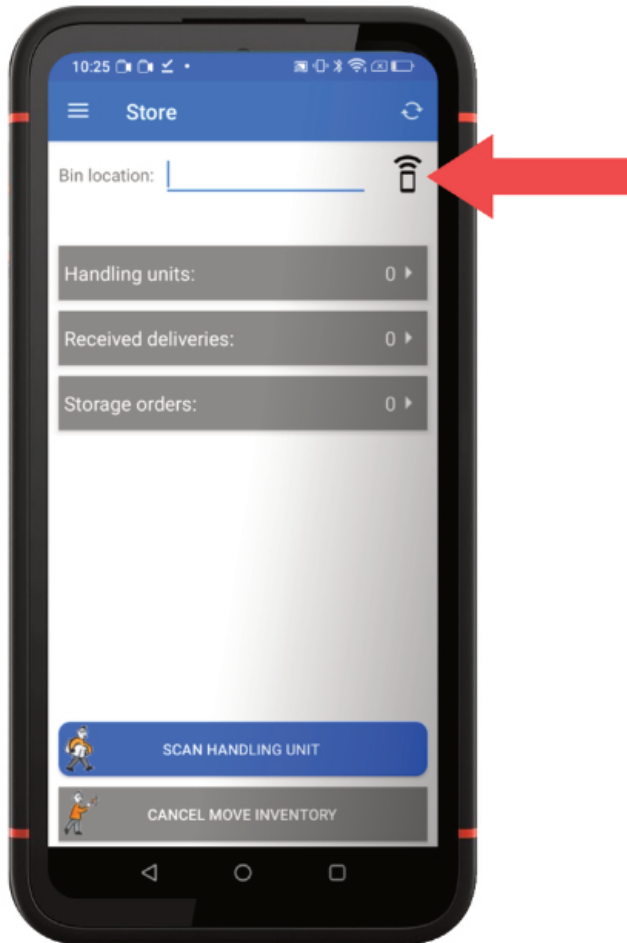 10:25
Store
Bin location:
Handling units: 0
Received deliveries: 0
Storage orders: 0
SCAN HANDLING UNIT
CANCEL MOVE INVENTORY